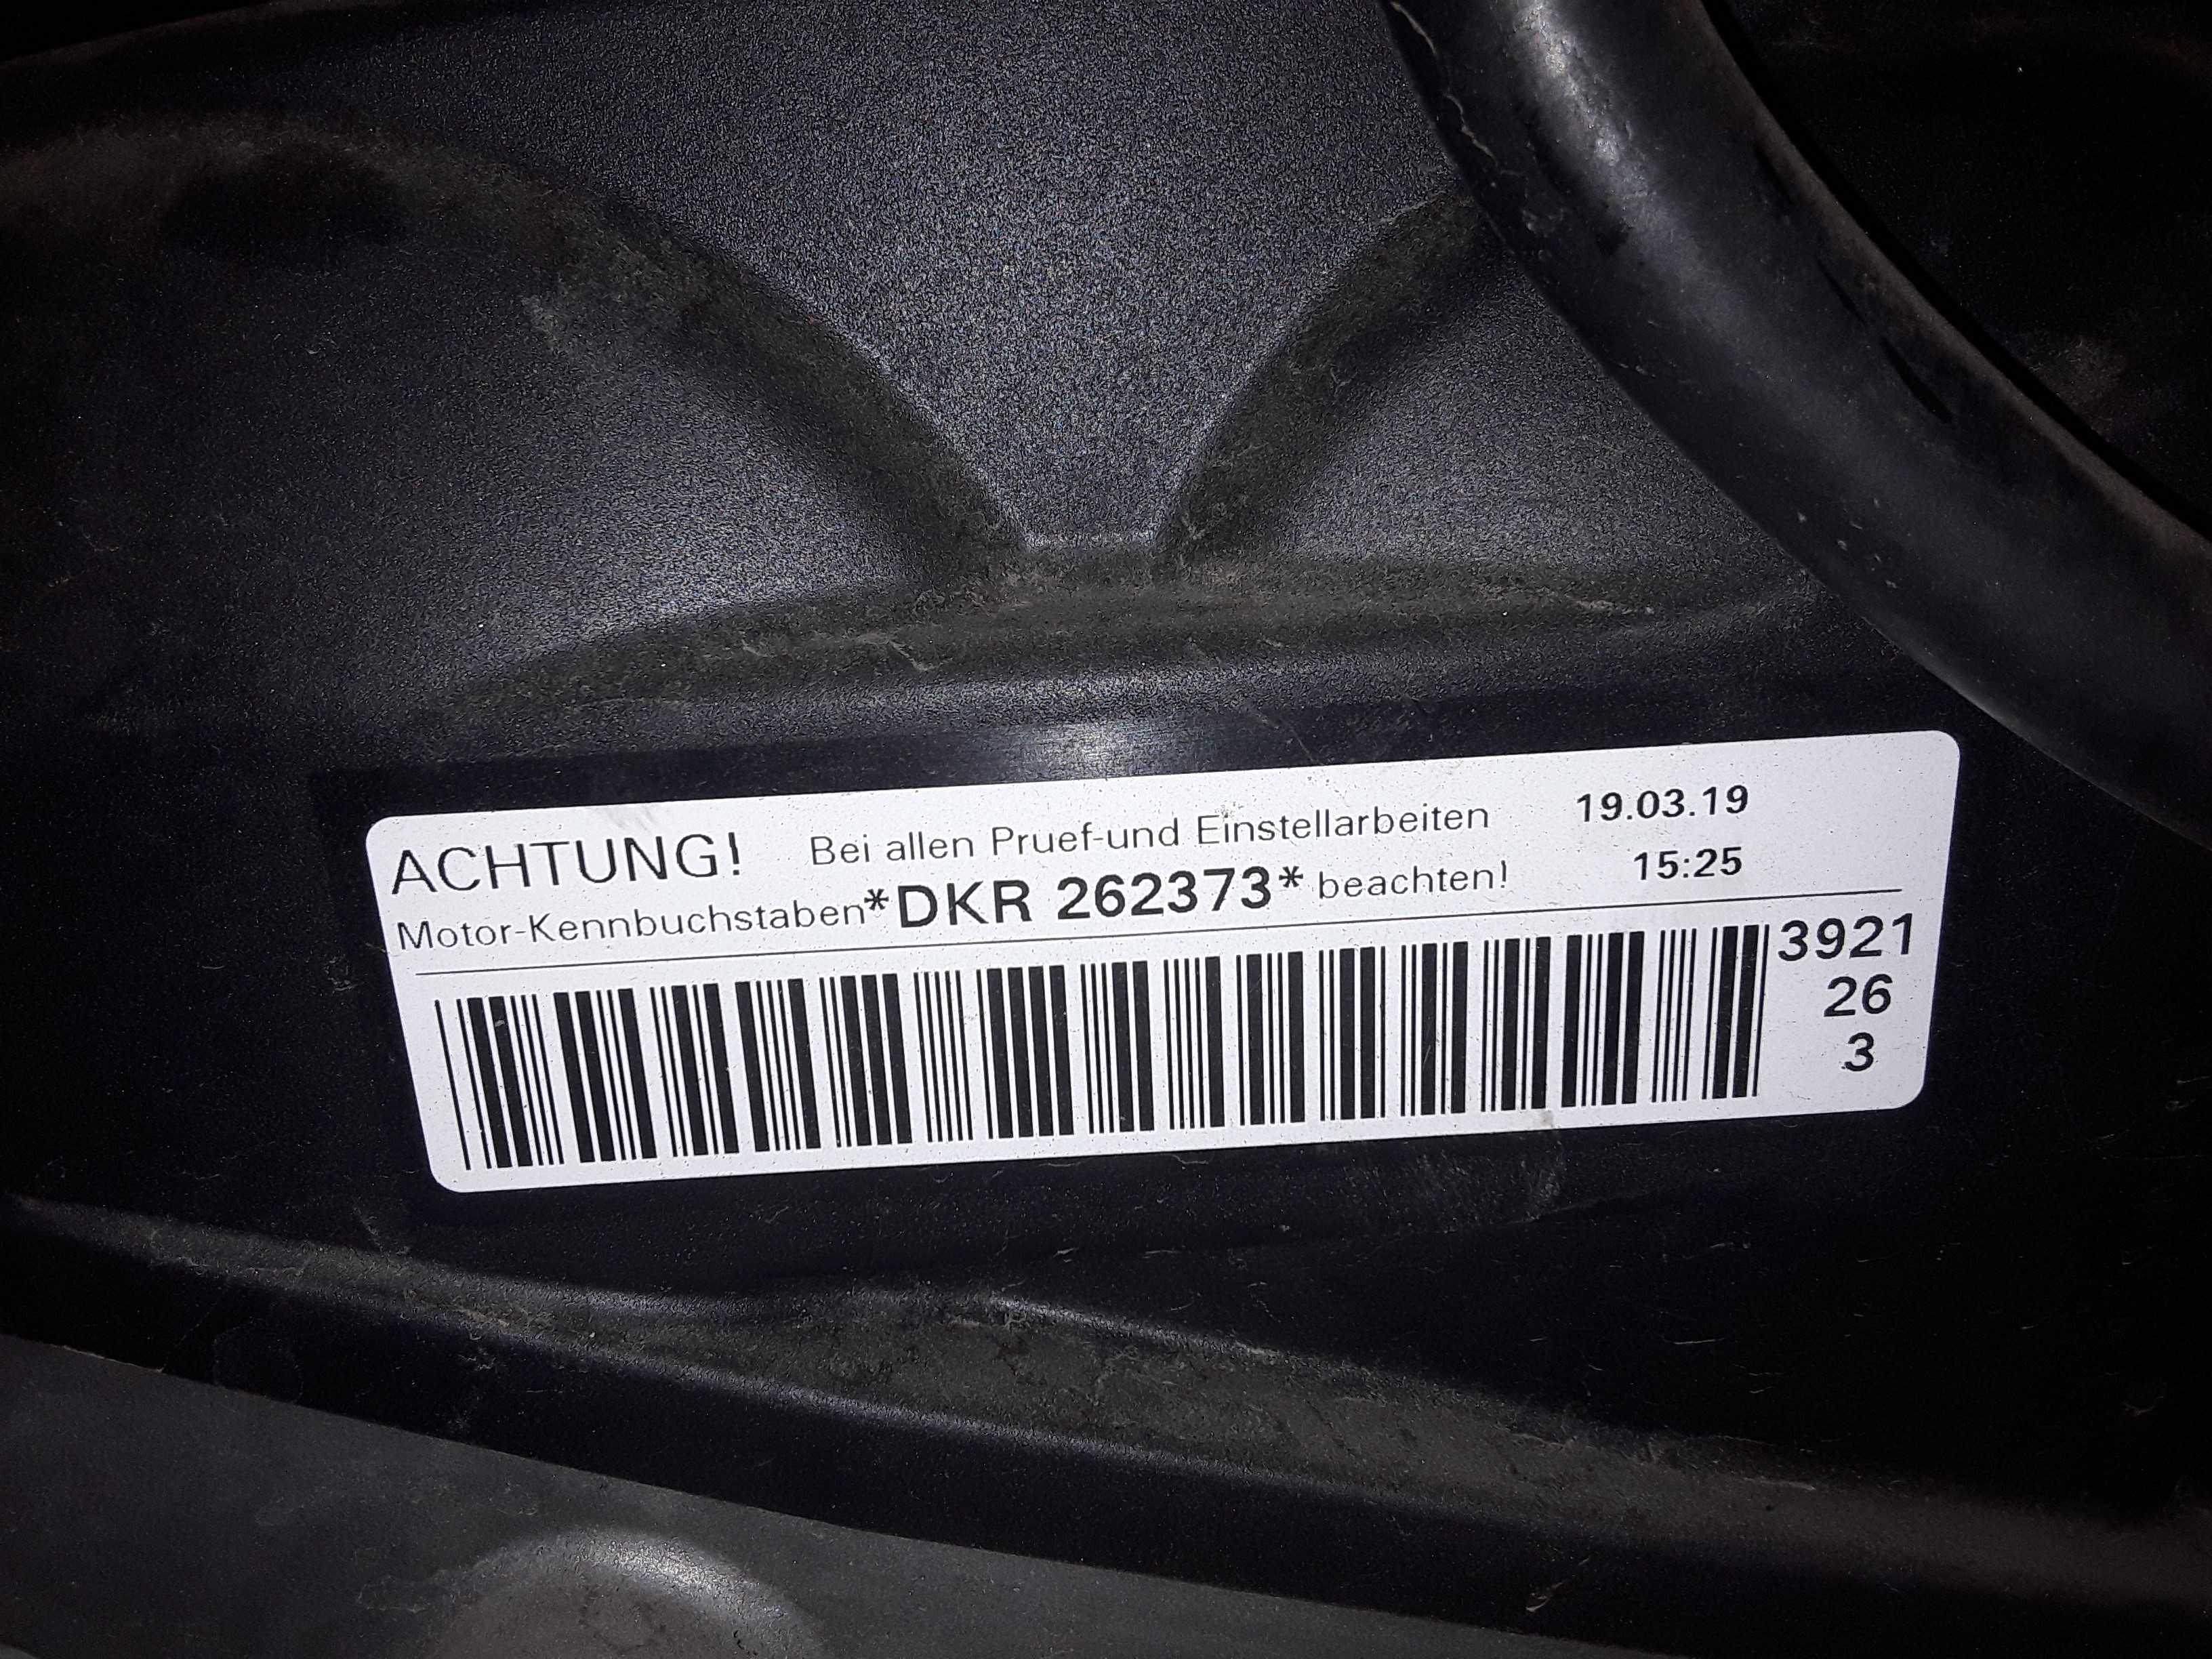 ACHTUNG! Bei allen Pruef-und Einstellarbeiten 19.03.19
Motor-Kennbuchstaben*DKR 262373* beachten! 15:25
3921
26
3